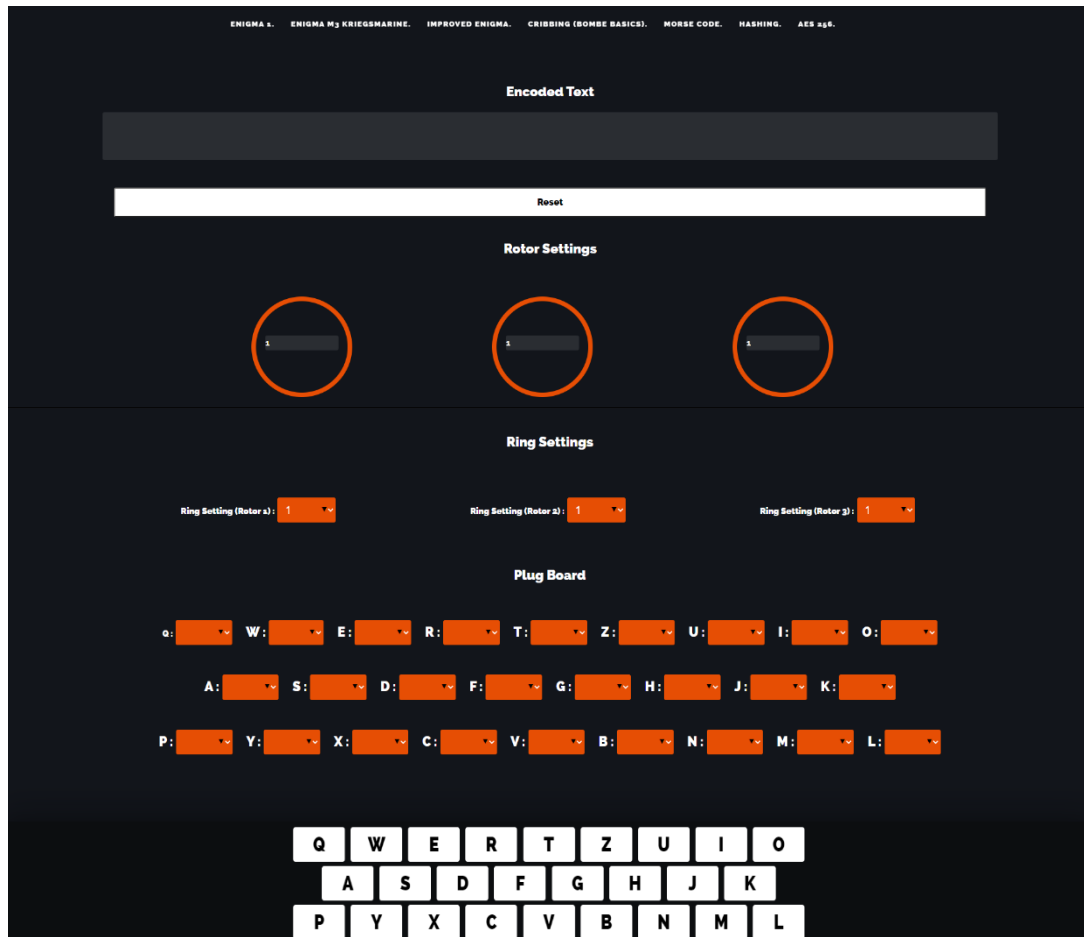 ENIGMA 1. ENIGMA M3 KRIEGSMARINE. IMPROVED ENIGMA. CRIBBING (BOMBE BASICS). MORSE CODE. HASHING. AES 256.
Encoded Text
Reset
Rotor Settings
1 1 1
Ring Settings
Ring Setting (Rotor 1) : 1 Ring Setting (Rotor 2) : 1 Ring Setting (Rotor 3) : 1
Plug Board
Q: W: E: R: T: Z: U: I: O:
A: S: D: F: G: H: J: K:
P: Y: X: C: V: B: N: M: L:
Q W E R T Z U I O
A S D F G H J K
P Y X C V B N M L